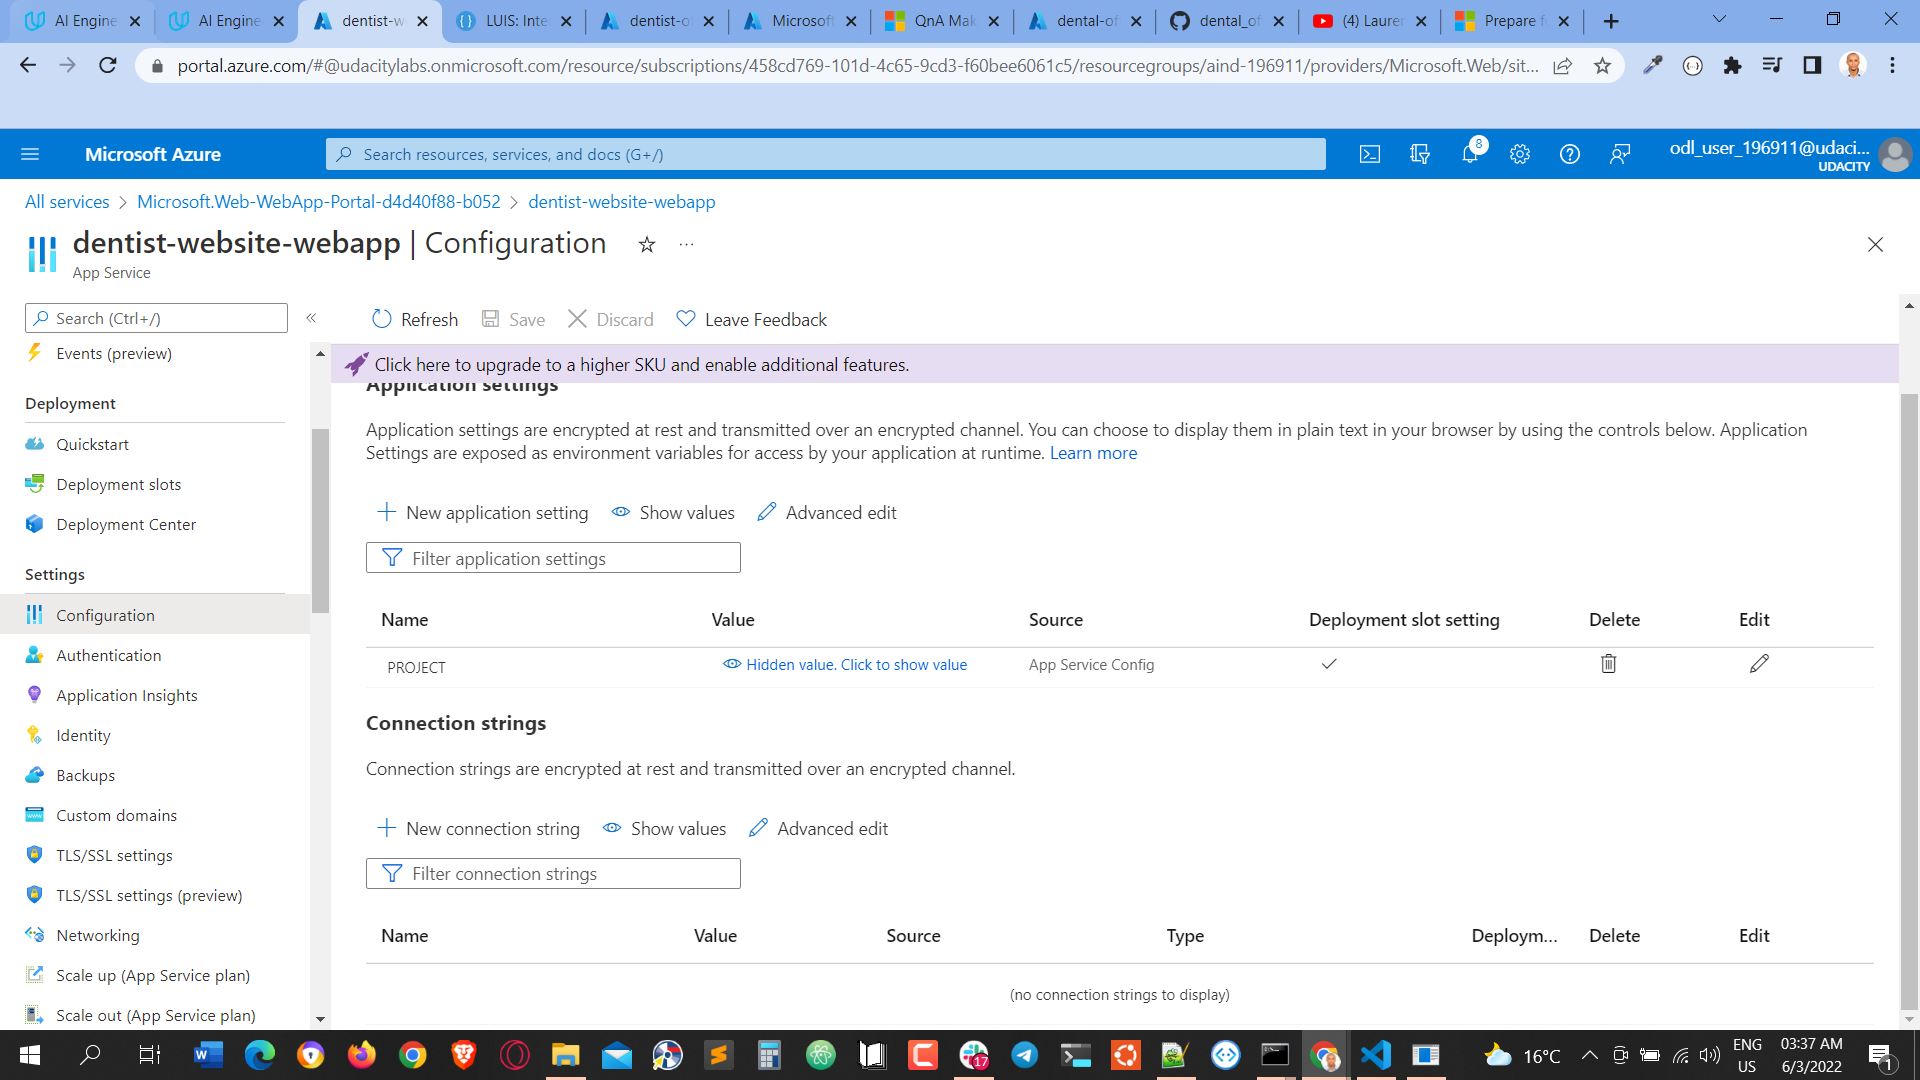 AI Engine
AI Engine
dentist-w
LUIS: Inte
dentist-o
Microsoft
QnA Mak
dental-of
dental_of
(4) Lauren
Prepare f
portal.azure.com/#@udacitylabs.onmicrosoft.com/resource/subscriptions/458cd769-101d-4c65-9cd3-f60bee6061c5/resourcegroups/aind-196911/providers/Microsoft.Web/sit...
Microsoft Azure
Search resources, services, and docs (G+/)
8
odl_user_196911@udaci...
UDACITY
All services > Microsoft.Web-WebApp-Portal-d4d40f88-b052 > dentist-website-webapp
dentist-website-webapp | Configuration
...
App Service
Search (Ctrl+/)
«
Refresh
Save
Discard
Leave Feedback
Events (preview)
Deployment
Quickstart
Deployment slots
Deployment Center
Settings
Configuration
Authentication
Application Insights
Identity
Backups
Custom domains
TLS/SSL settings
TLS/SSL settings (preview)
Networking
Scale up (App Service plan)
Scale out (App Service plan)
Click here to upgrade to a higher SKU and enable additional features.
Application settings
Application settings are encrypted at rest and transmitted over an encrypted channel. You can choose to display them in plain text in your browser by using the controls below. Application
Settings are exposed as environment variables for access by your application at runtime. Learn more
New application setting
Show values
Advanced edit
Filter application settings
Name Value Source Deployment slot setting Delete Edit
PROJECT Hidden value. Click to show value App Service Config
Connection strings
Connection strings are encrypted at rest and transmitted over an encrypted channel.
New connection string
Show values
Advanced edit
Filter connection strings
Name Value Source Type Deploym... Delete Edit
(no connection strings to display)
17
16°C
ENG
US
03:37 AM
6/3/2022
1